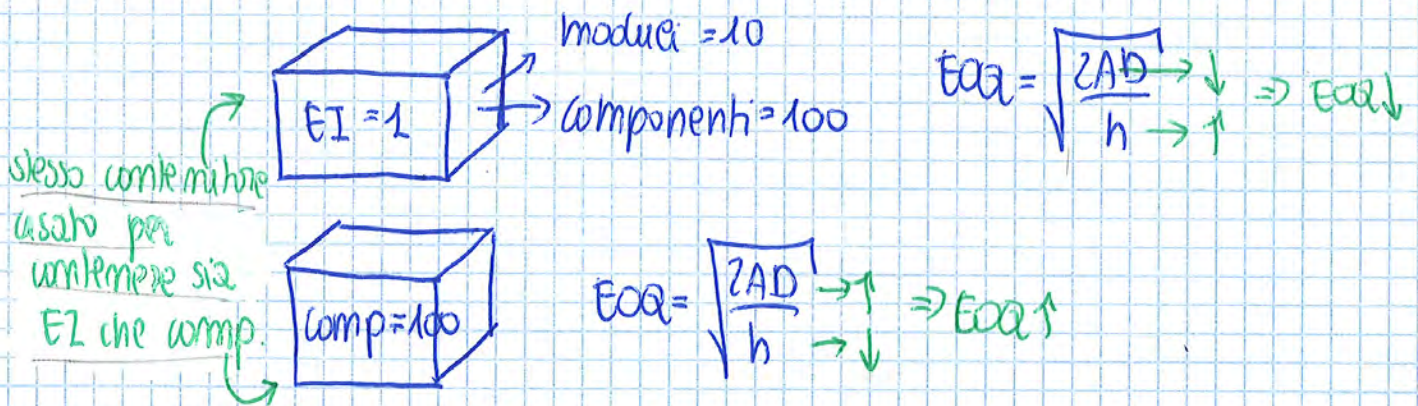 moduli = 10
EI = 1
componenti = 100
EOQ = √(2AD/h) → ↓ → ↑ ⇒ EOQ↓
stesso contenitore
usato per
contenere sia
EI che comp.
comp = 100
EOQ = √(2AD/h) → ↑ → ↓ ⇒ EOQ↑